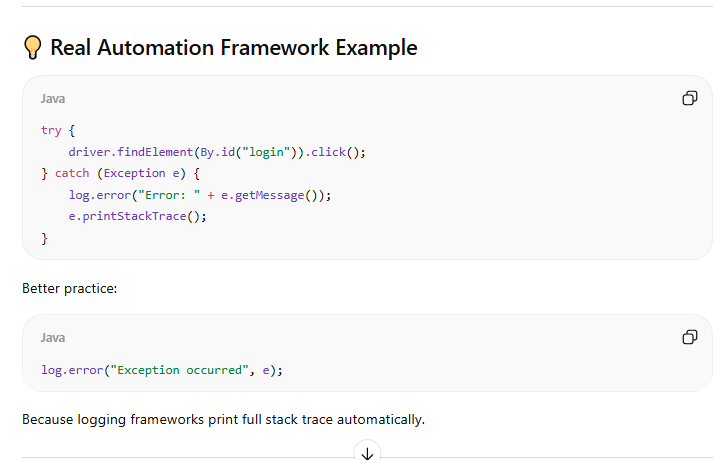 💡 Real Automation Framework Example
Java
try {
    driver.findElement(By.id("login")).click();
} catch (Exception e) {
    log.error("Error: " + e.getMessage());
    e.printStackTrace();
}
Better practice:
Java
log.error("Exception occurred", e);
Because logging frameworks print full stack trace automatically.